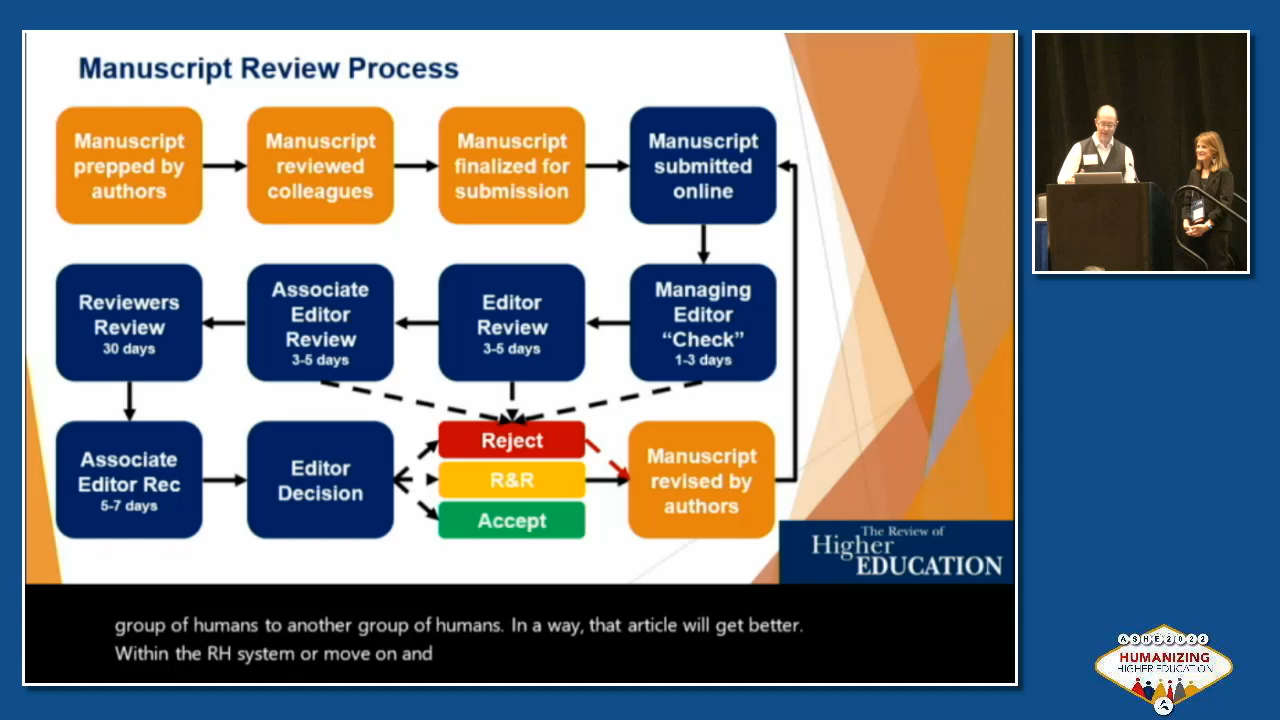 Manuscript Review Process
Manuscript
prepped by
authors
Manuscript
reviewed
colleagues
Manuscript
finalized for
submission
Manuscript
submitted
online
Reviewers
Review
30 days
Associate
Editor
Review
3-5 days
Editor
Review
3-5 days
Managing
Editor
“Check”
1-3 days
Associate
Editor Rec
5-7 days
Editor
Decision
Reject
R&R
Accept
Manuscript
revised by
authors
The Review of
Higher
EDUCATION
group of humans to another group of humans. In a way, that article will get better.
Within the RH system or move on and
ASHE2022
HUMANIZING
HIGHER EDUCATION
A